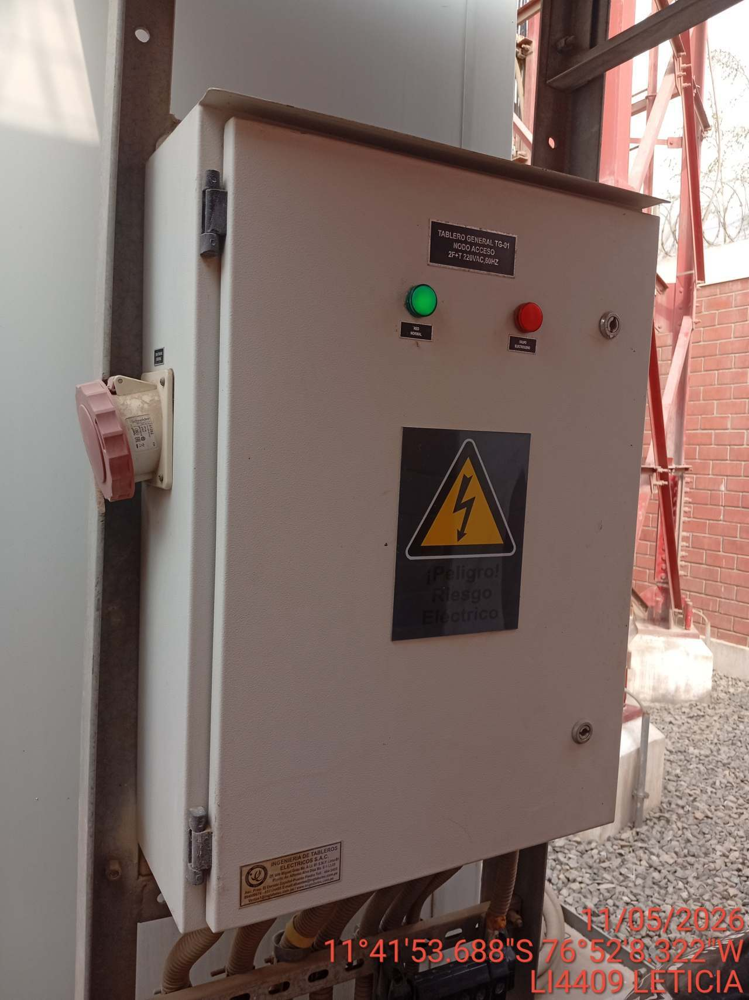 TABLERO GENERAL TG-01
NODO ACCESO
2F+T 220VAC,60HZ
RED
NORMAL
GRUPO
ELECTROGENO
Schneider
¡Peligro!
Riesgo
Eléctrico
INGENIERIA DE TABLEROS
ELECTRICOS S.A.C.
11/05/2026
11°41'53.688"S 76°52'8.322"W
LI4409 LETICIA